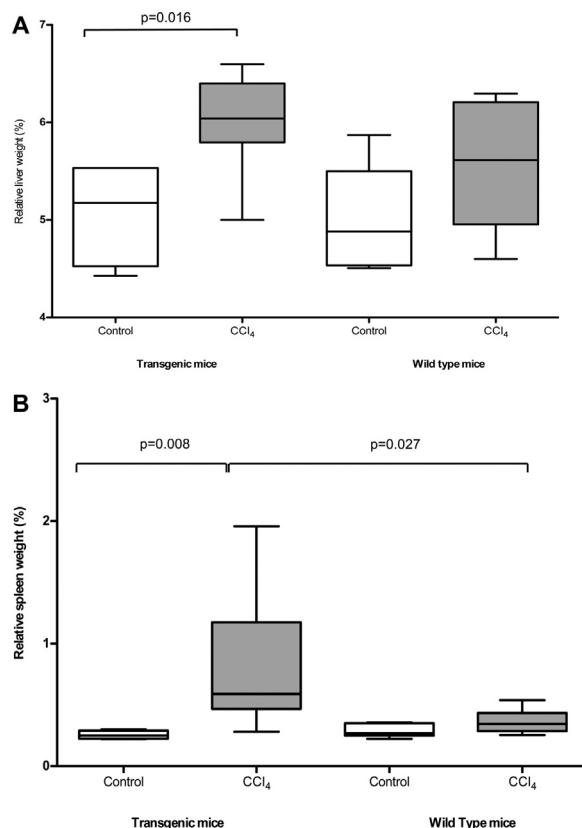 A
p=0.016
7
6
5
4
Relative liver weight (%)
Control CCl₄ Control CCl₄
Transgenic mice Wild type mice
B
3
p=0.008 p=0.027
2
1
0
Relative spleen weight (%)
Control CCl₄ Control CCl₄
Transgenic mice Wild Type mice